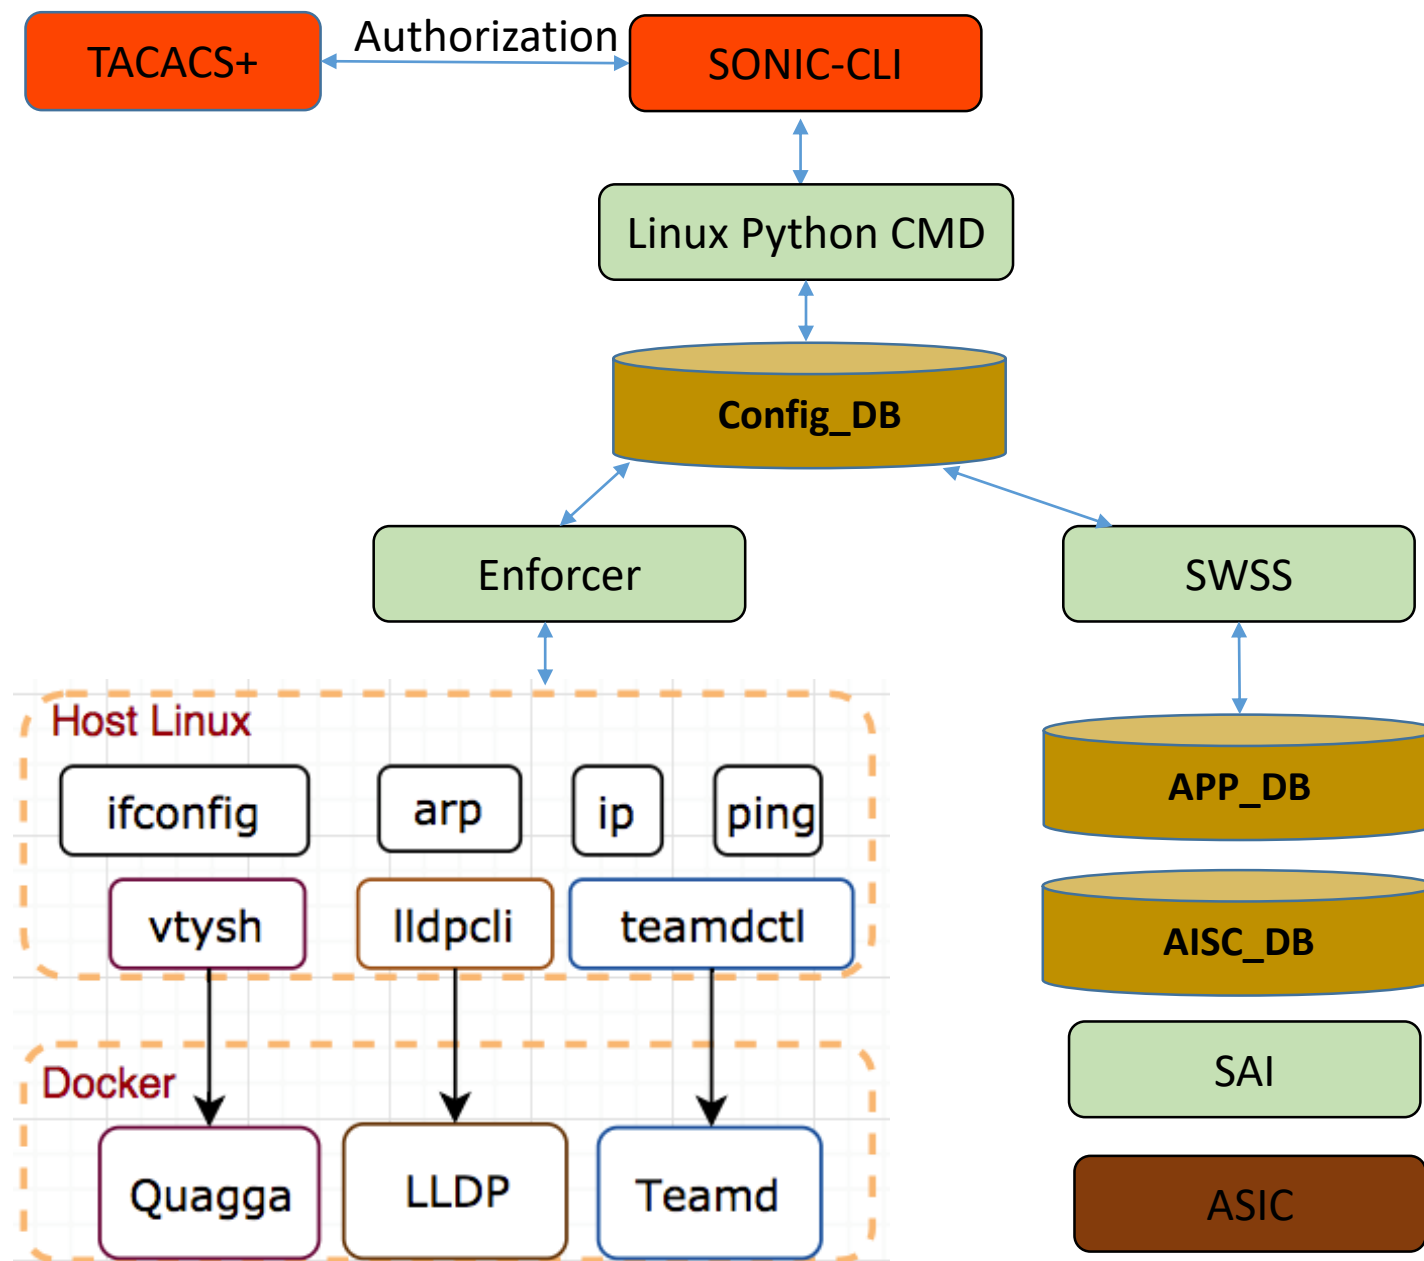 TACACS+
Authorization
SONIC-CLI
Linux Python CMD
Config_DB
Enforcer
SWSS
Host Linux
ifconfig
arp
ip
ping
APP_DB
vtysh
lldpcli
teamdctl
AISC_DB
Docker
SAI
Quagga
LLDP
Teamd
ASIC